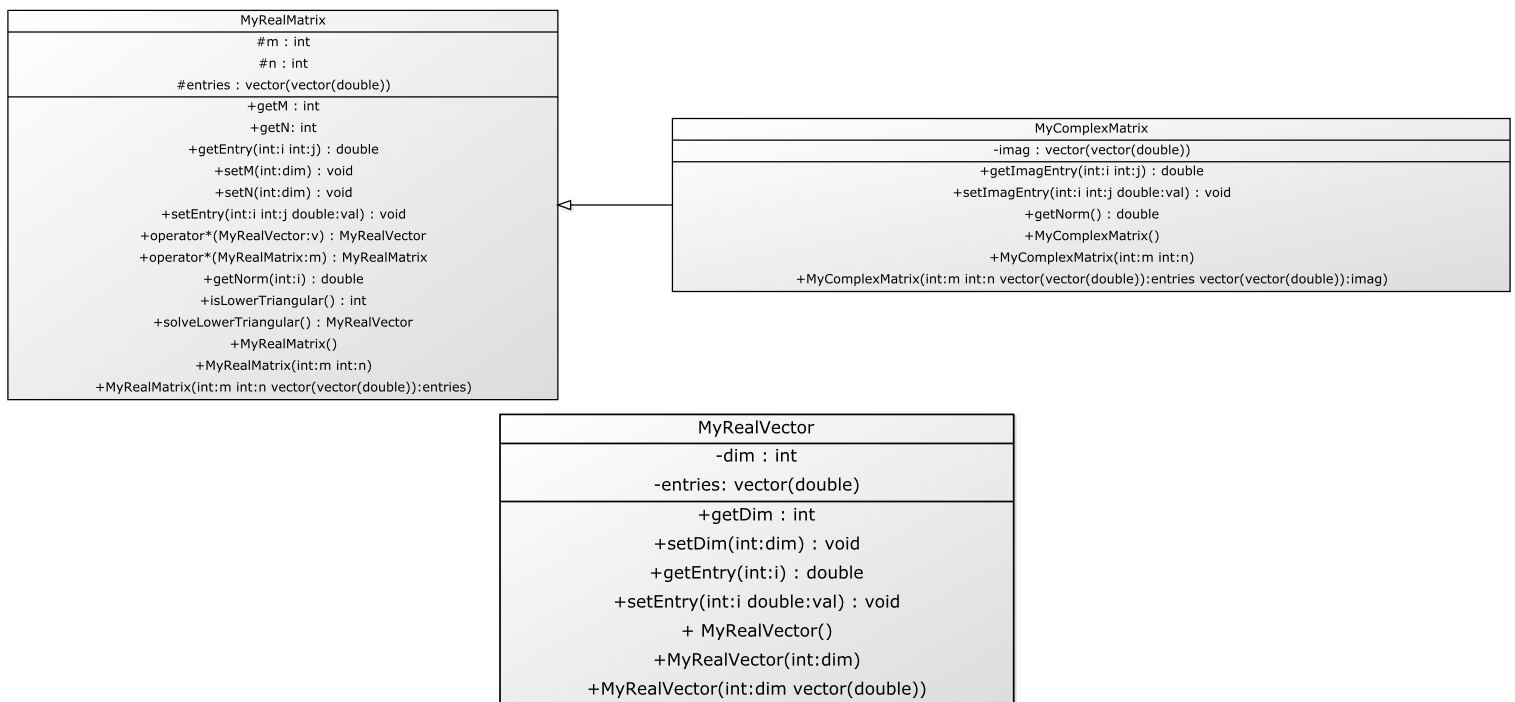 MyRealMatrix
#m : int
#n : int
#entries : vector(vector(double))
+getM : int
+getN: int
+getEntry(int:i int:j) : double
+setM(int:dim) : void
+setN(int:dim) : void
+setEntry(int:i int:j double:val) : void
+operator*(MyRealVector:v) : MyRealVector
+operator*(MyRealMatrix:m) : MyRealMatrix
+getNorm(int:i) : double
+isLowerTriangular() : int
+solveLowerTriangular() : MyRealVector
+MyRealMatrix()
+MyRealMatrix(int:m int:n)
+MyRealMatrix(int:m int:n vector(vector(double)):entries)
MyComplexMatrix
-imag : vector(vector(double))
+getImagEntry(int:i int:j) : double
+setImagEntry(int:i int:j double:val) : void
+getNorm() : double
+MyComplexMatrix()
+MyComplexMatrix(int:m int:n)
+MyComplexMatrix(int:m int:n vector(vector(double)):entries vector(vector(double)):imag)
MyRealVector
-dim : int
-entries: vector(double)
+getDim : int
+setDim(int:dim) : void
+getEntry(int:i) : double
+setEntry(int:i double:val) : void
+ MyRealVector()
+MyRealVector(int:dim)
+MyRealVector(int:dim vector(double))